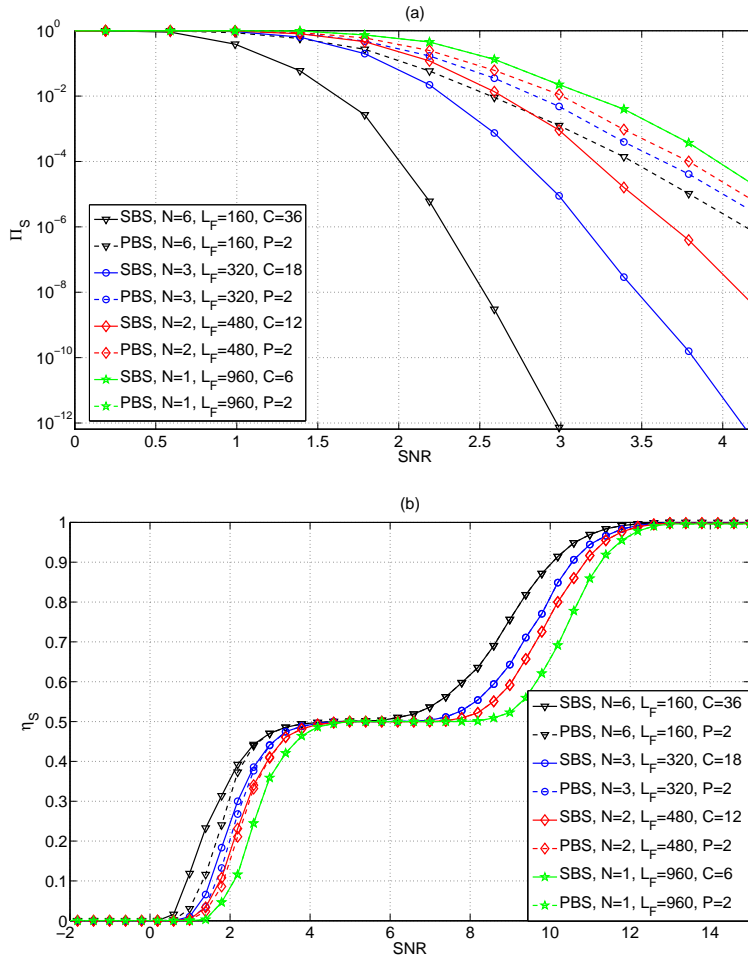 (a)
10^0
10^-2
10^-4
10^-6
10^-8
10^-10
10^-12
Π_S
SBS, N=6, L_F=160, C=36
PBS, N=6, L_F=160, P=2
SBS, N=3, L_F=320, C=18
PBS, N=3, L_F=320, P=2
SBS, N=2, L_F=480, C=12
PBS, N=2, L_F=480, P=2
SBS, N=1, L_F=960, C=6
PBS, N=1, L_F=960, P=2
0 0.5 1 1.5 2 2.5 3 3.5 4
SNR
(b)
1
0.9
0.8
0.7
0.6
0.5
0.4
0.3
0.2
0.1
0
η_S
SBS, N=6, L_F=160, C=36
PBS, N=6, L_F=160, P=2
SBS, N=3, L_F=320, C=18
PBS, N=3, L_F=320, P=2
SBS, N=2, L_F=480, C=12
PBS, N=2, L_F=480, P=2
SBS, N=1, L_F=960, C=6
PBS, N=1, L_F=960, P=2
−2 0 2 4 6 8 10 12 14
SNR